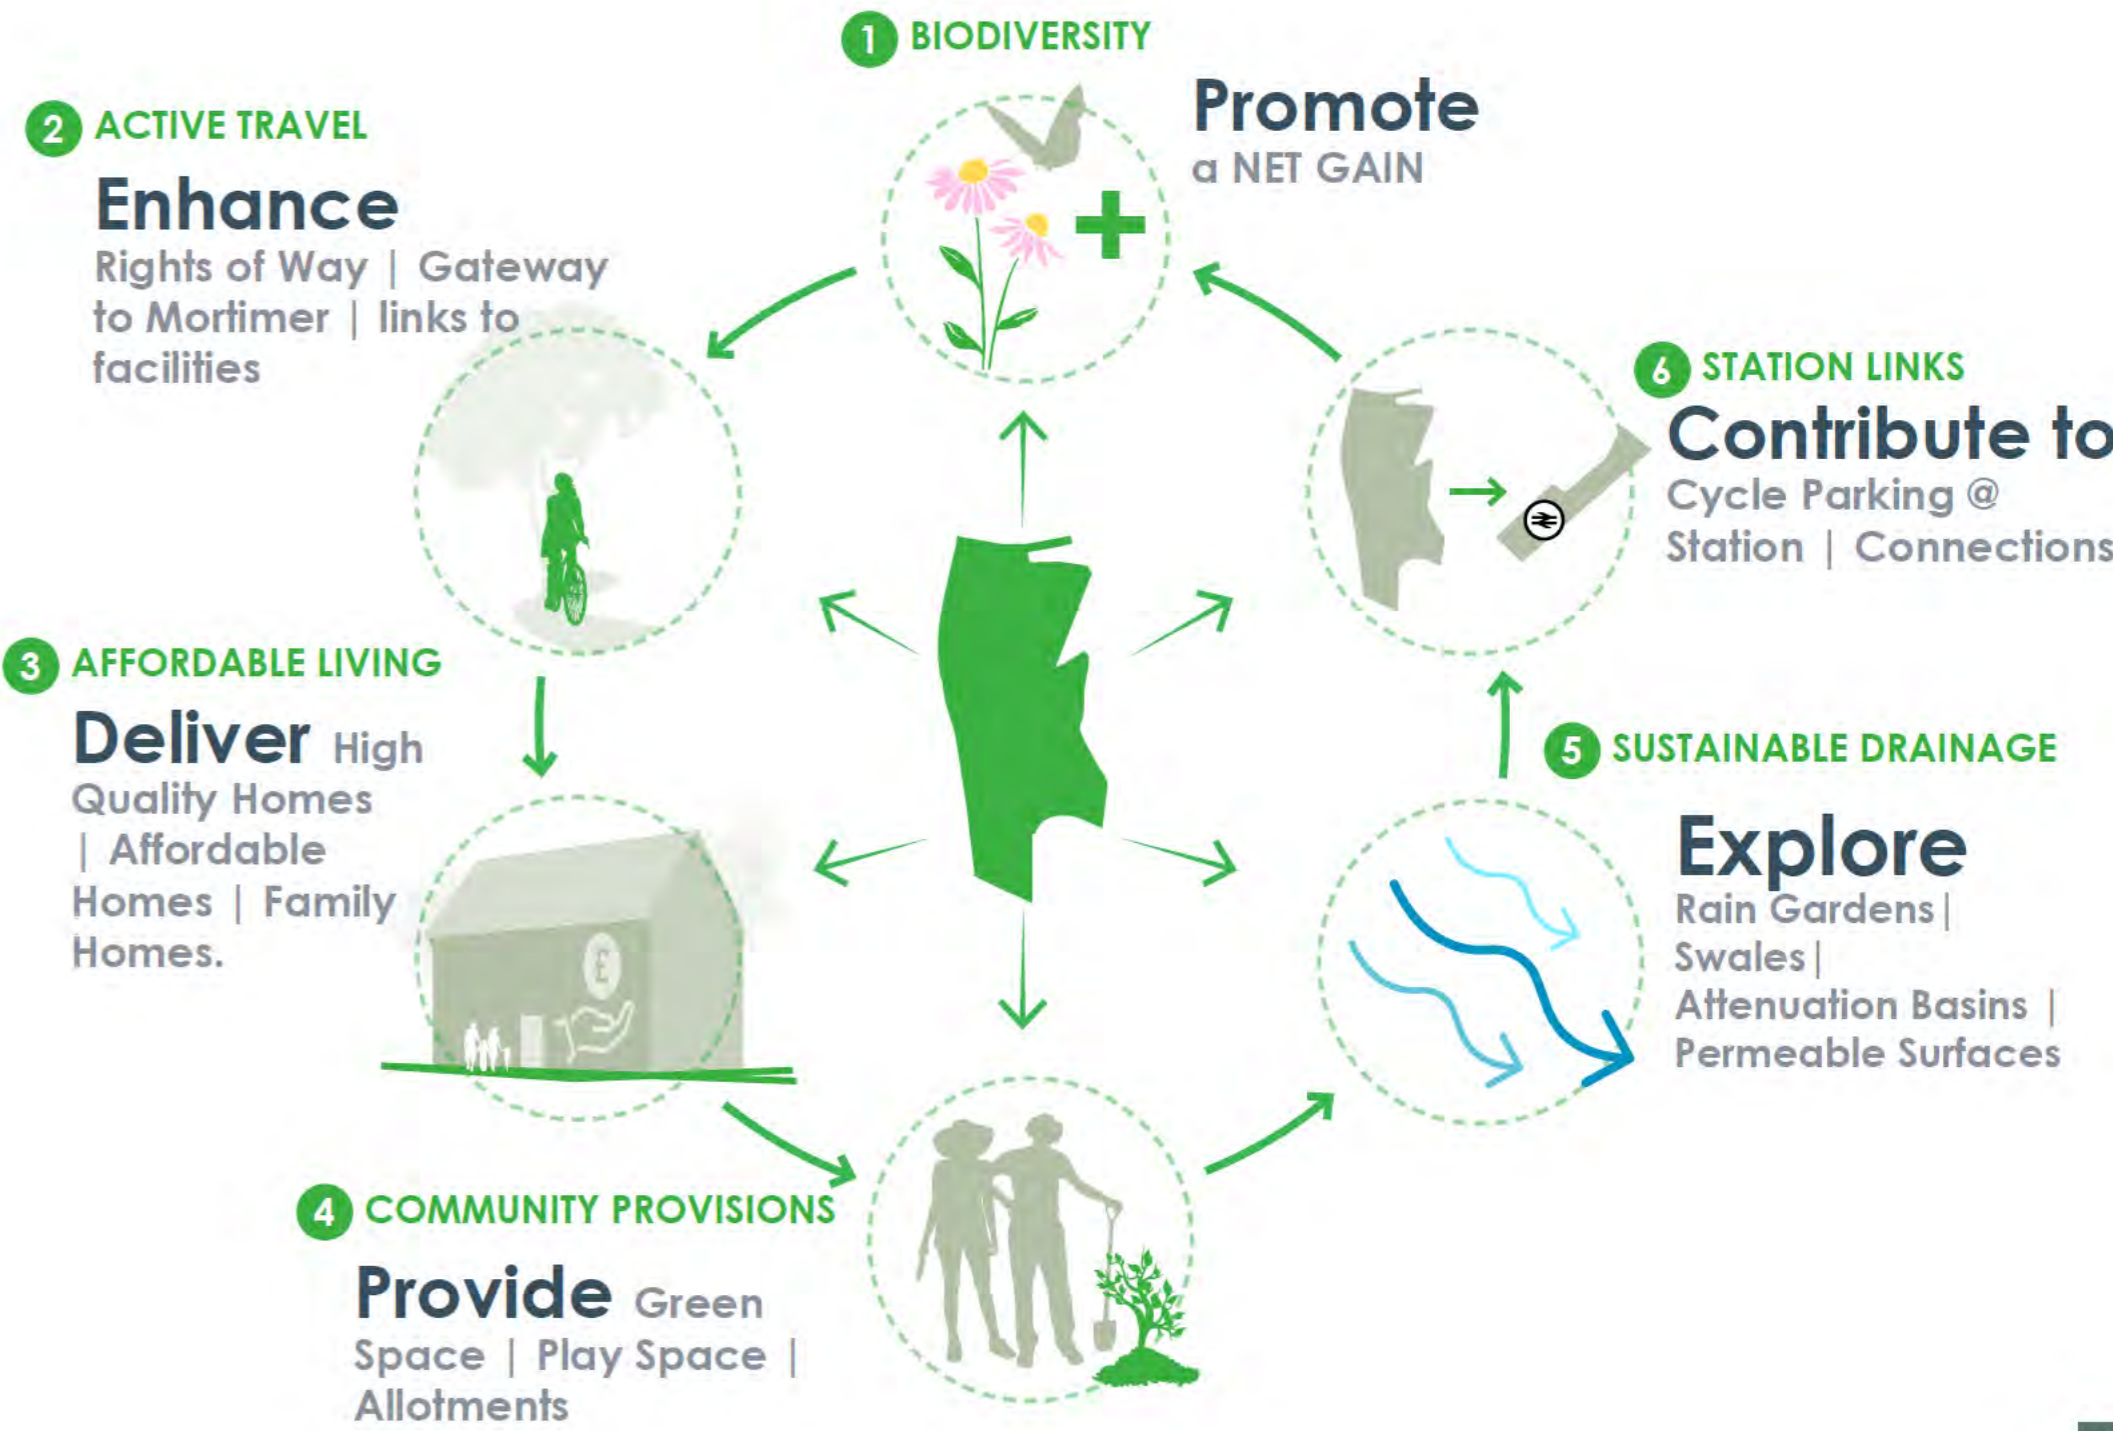 1 BIODIVERSITY
Promote
a NET GAIN
2 ACTIVE TRAVEL
Enhance
Rights of Way | Gateway
to Mortimer | links to
facilities
3 AFFORDABLE LIVING
Deliver High
Quality Homes
| Affordable
Homes | Family
Homes.
£
4 COMMUNITY PROVISIONS
Provide Green
Space | Play Space |
Allotments
5 SUSTAINABLE DRAINAGE
Explore
Rain Gardens|
Swales|
Attenuation Basins |
Permeable Surfaces
6 STATION LINKS
Contribute to
Cycle Parking @
Station | Connections